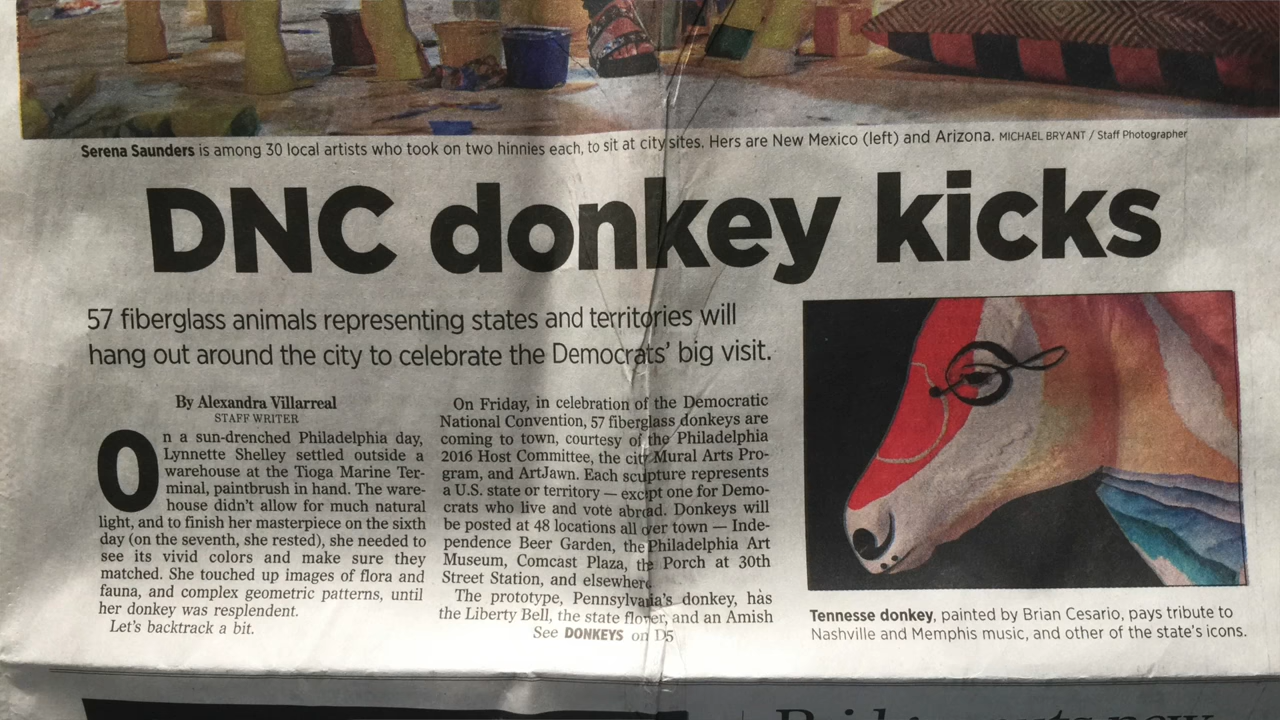 Serena Saunders is among 30 local artists who took on two hinnies each, to sit at city sites. Hers are New Mexico (left) and Arizona. MICHAEL BRYANT / Staff Photographer
DNC donkey kicks
57 fiberglass animals representing states and territories will
hang out around the city to celebrate the Democrats' big visit.
By Alexandra Villarreal
STAFF WRITER
On a sun-drenched Philadelphia day,
Lynnette Shelley settled outside a
warehouse at the Tioga Marine Ter-
minal, paintbrush in hand. The ware-
house didn't allow for much natural
light, and to finish her masterpiece on the sixth
day (on the seventh, she rested), she needed to
see its vivid colors and make sure they
matched. She touched up images of flora and
fauna, and complex geometric patterns, until
her donkey was resplendent.
Let's backtrack a bit.
On Friday, in celebration of the Democratic
National Convention, 57 fiberglass donkeys are
coming to town, courtesy of the Philadelphia
2016 Host Committee, the city Mural Arts Pro-
gram, and ArtJawn. Each sculpture represents
a U.S. state or territory — except one for Demo-
crats who live and vote abroad. Donkeys will
be posted at 48 locations all over town — Inde-
pendence Beer Garden, the Philadelphia Art
Museum, Comcast Plaza, the Porch at 30th
Street Station, and elsewhere.
The prototype, Pennsylvania's donkey, has
the Liberty Bell, the state flower, and an Amish
See DONKEYS on D5
Tennesse donkey, painted by Brian Cesario, pays tribute to
Nashville and Memphis music, and other of the state's icons.